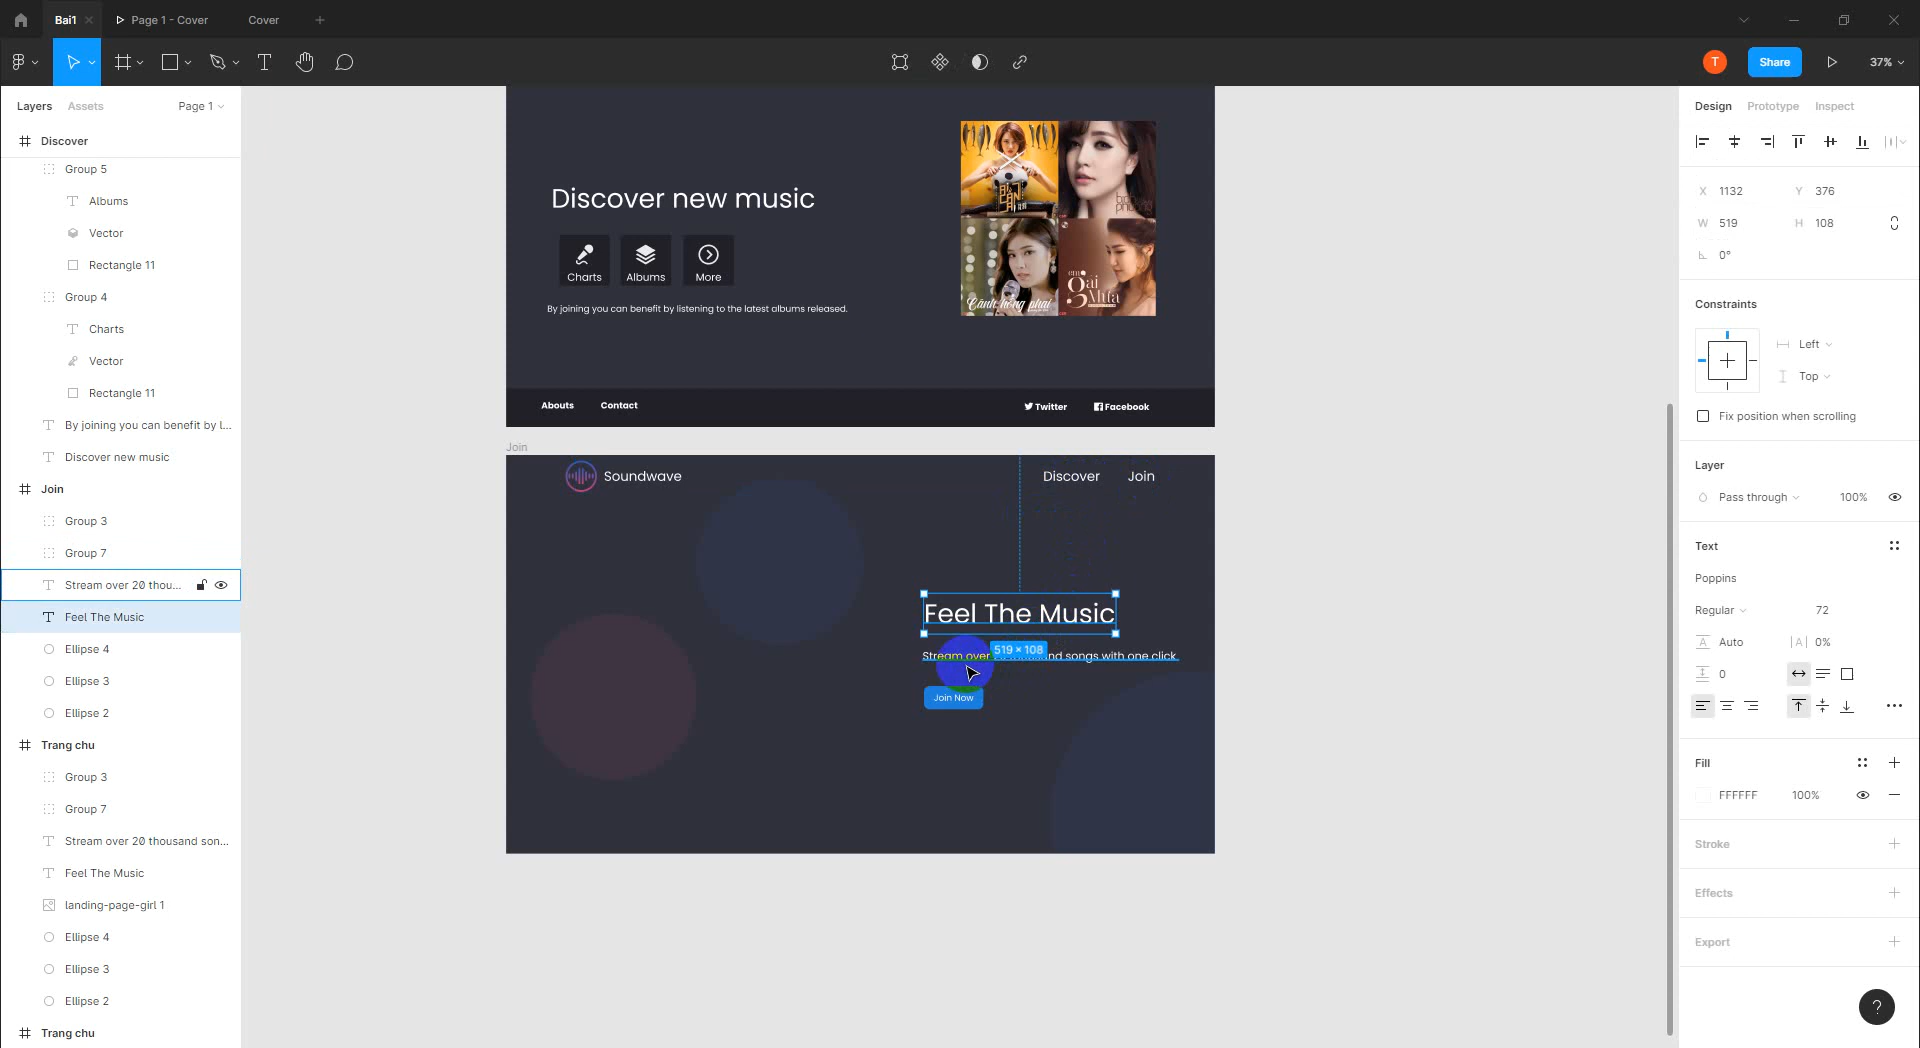 Bai1
Page 1 - Cover
Cover
T
Share
37%
Layers
Assets
Page 1
Discover
Group 5
Albums
Vector
Rectangle 11
Group 4
Charts
Vector
Rectangle 11
By joining you can benefit by l...
Discover new music
Join
Group 3
Group 7
Stream over 20 thou...
Feel The Music
Ellipse 4
Ellipse 3
Ellipse 2
Trang chu
Group 3
Group 7
Stream over 20 thousand son...
Feel The Music
landing-page-girl 1
Ellipse 4
Ellipse 3
Ellipse 2
Trang chu
Discover new music
Charts
Albums
More
By joining you can benefit by listening to the latest albums released.
Cánh hồng phai
em
gái
Mưa
Abouts
Contact
Twitter
Facebook
Join
Soundwave
Discover
Join
Feel The Music
519 × 108
Stream over
nd songs with one click
Join Now
Design
Prototype
Inspect
X 1132
Y 376
W 519
H 108
0°
Constraints
Left
Top
Fix position when scrolling
Layer
Pass through
100%
Text
Poppins
Regular
72
Auto
|A| 0%
0
Fill
FFFFFF
100%
Stroke
Effects
Export
?